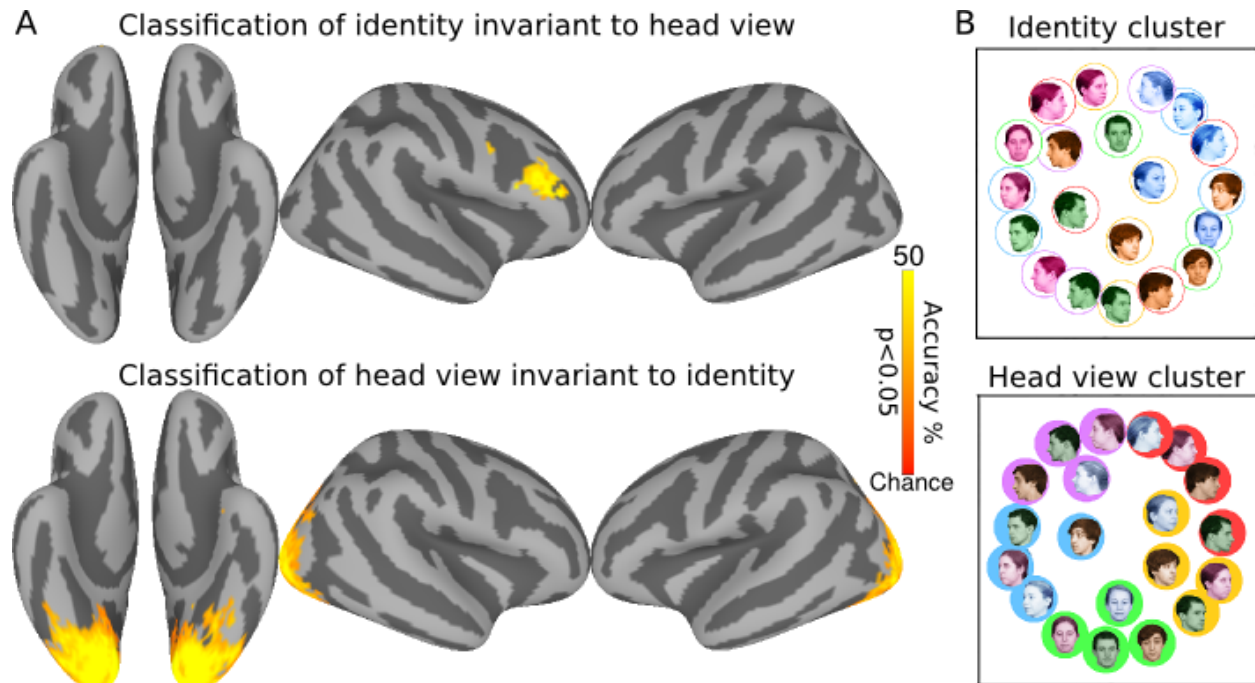 A
Classification of identity invariant to head view
B
Identity cluster
50
Accuracy %
p<0.05
Chance
Classification of head view invariant to identity
Head view cluster